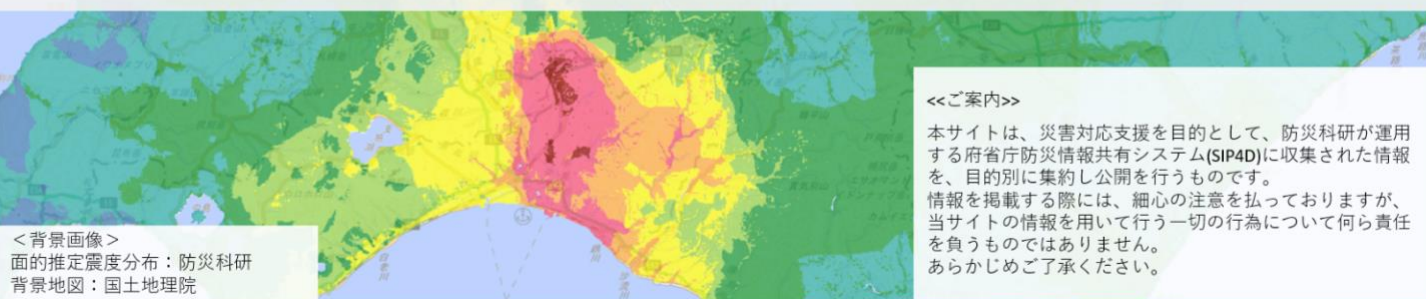 <<ご案内>>
本サイトは、災害対応支援を目的として、防災科研が運用
する府省庁防災情報共有システム(SIP4D)に収集された情報
を、目的別に集約し公開を行うものです。
情報を掲載する際には、細心の注意を払っておりますが、
当サイトの情報を用いて行う一切の行為について何ら責任
を負うものではありません。
あらかじめご了承ください。
＜背景画像＞
面的推定震度分布：防災科研
背景地図：国土地理院